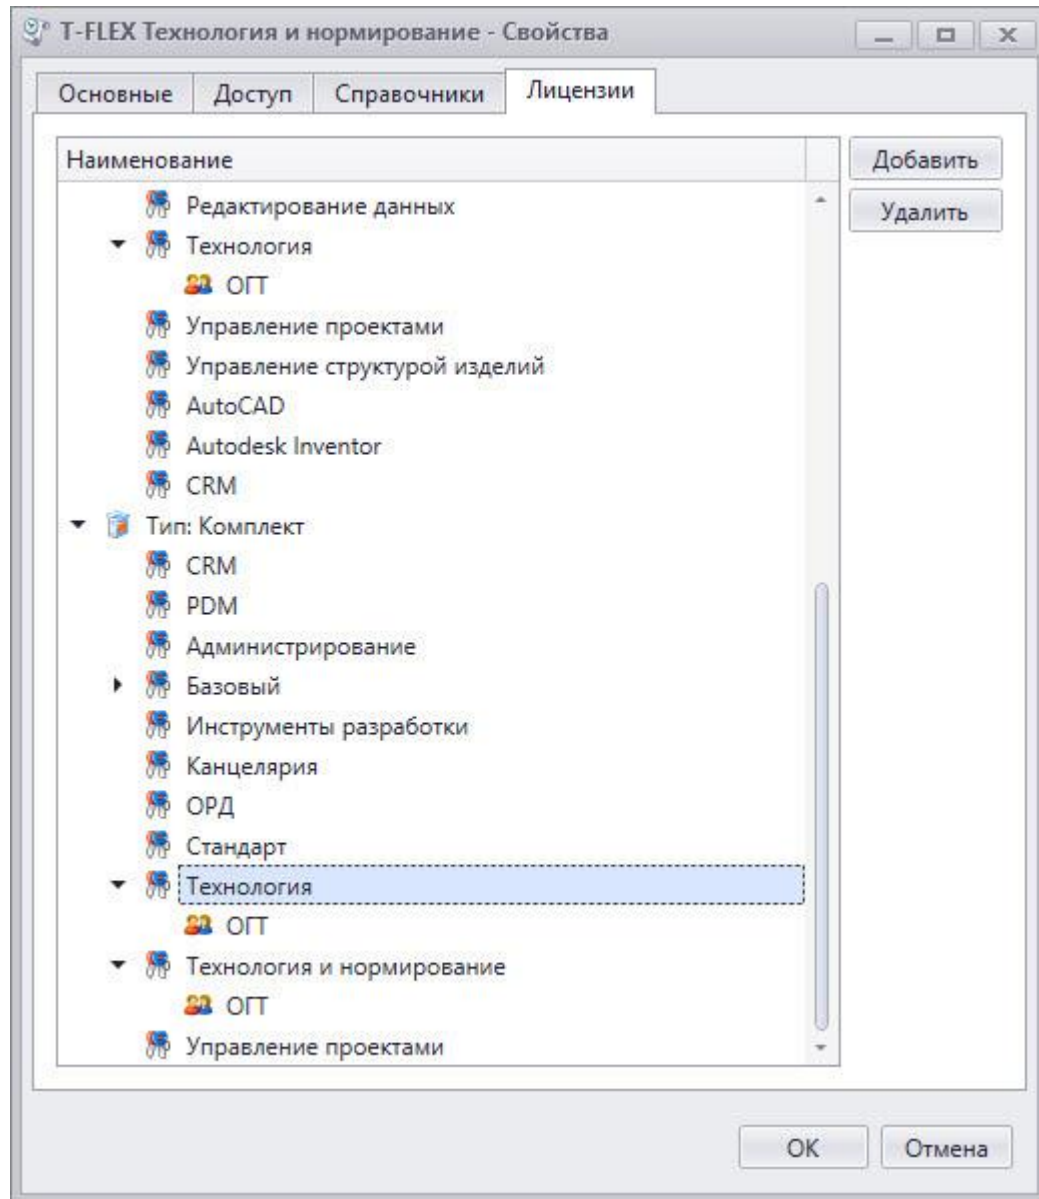 T-FLEX Технология и нормирование - Свойства
Основные Доступ Справочники Лицензии
Наименование Добавить
Редактирование данных Удалить
Технология
ОГТ
Управление проектами
Управление структурой изделий
AutoCAD
Autodesk Inventor
CRM
Тип: Комплект
CRM
PDM
Администрирование
Базовый
Инструменты разработки
Канцелярия
ОРД
Стандарт
Технология
ОГТ
Технология и нормирование
ОГТ
Управление проектами
OK Отмена